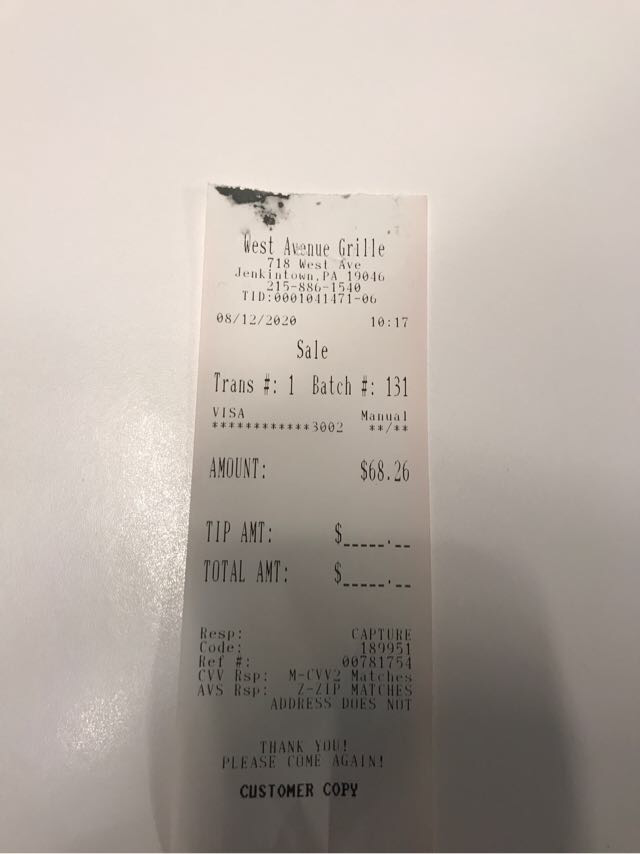 West Avenue Grille
718 West Ave
Jenkintown,PA 19046
215-886-1540
TID:0001041471-06
08/12/2020 10:17
Sale
Trans #: 1 Batch #: 131
VISA Manual
************3002 **/**
AMOUNT: $68.26
TIP AMT: $_____.__
TOTAL AMT: $_____.__
Resp: CAPTURE
Code: 189951
Ref #: 00781754
CVV Rsp: M-CVV2 Matches
AVS Rsp: Z-ZIP MATCHES
ADDRESS DOES NOT
THANK YOU!
PLEASE COME AGAIN!
CUSTOMER COPY